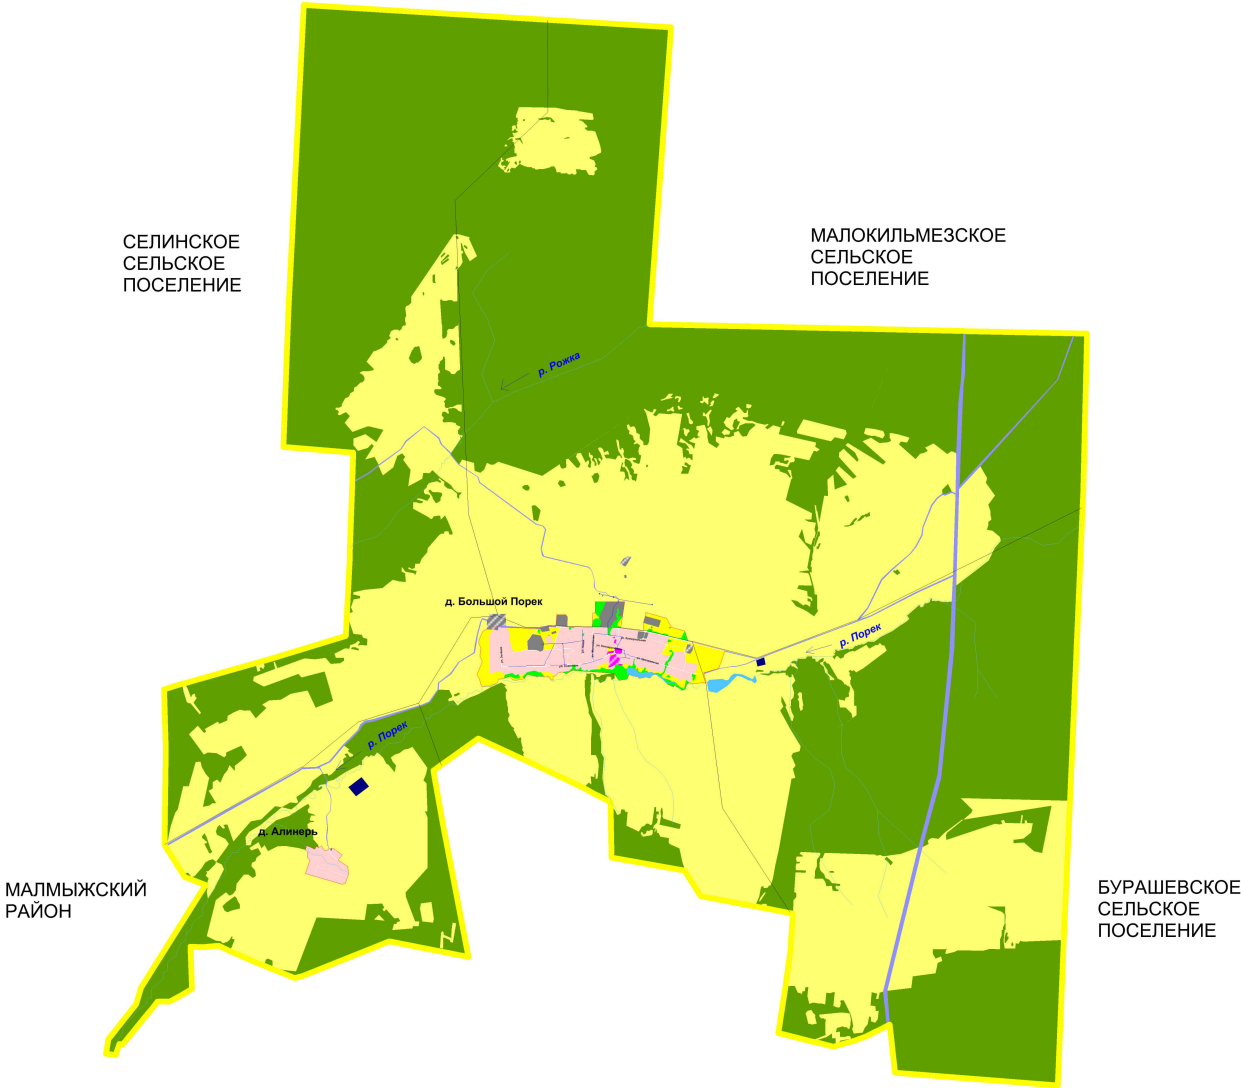 СЕЛИНСКОЕ
СЕЛЬСКОЕ
ПОСЕЛЕНИЕ
МАЛОКИЛЬМЕЗСКОЕ
СЕЛЬСКОЕ
ПОСЕЛЕНИЕ
р. Рожка
д. Большой Порек
р. Порек
р. Порек
д. Алинерь
МАЛМЫЖСКИЙ
РАЙОН
БУРАШЕВСКОЕ
СЕЛЬСКОЕ
ПОСЕЛЕНИЕ